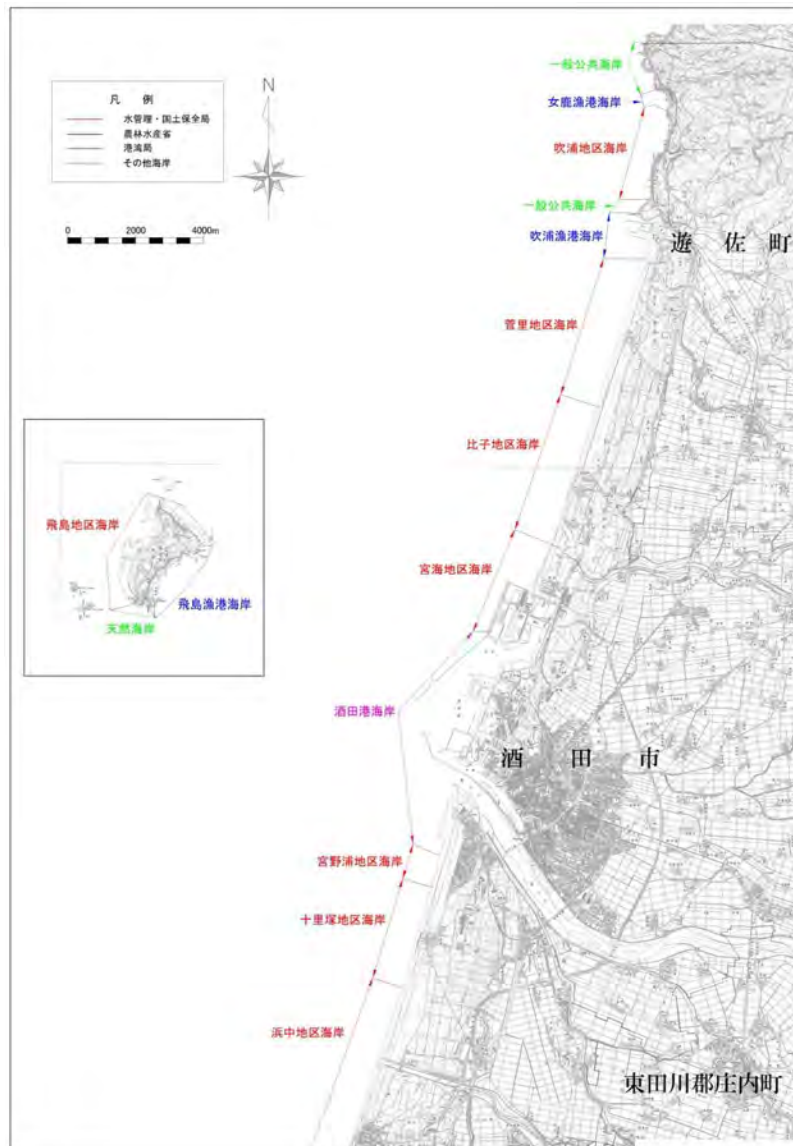 凡　例
水管理・国土保全局
農林水産省
港湾局
その他海岸
N
0 2000 4000m
一般公共海岸
女鹿漁港海岸
吹浦地区海岸
一般公共海岸
吹浦漁港海岸
遊佐町
菅里地区海岸
比子地区海岸
宮海地区海岸
飛島地区海岸
飛島漁港海岸
天然海岸
酒田港海岸
酒田市
宮野浦地区海岸
十里塚地区海岸
浜中地区海岸
東田川郡庄内町